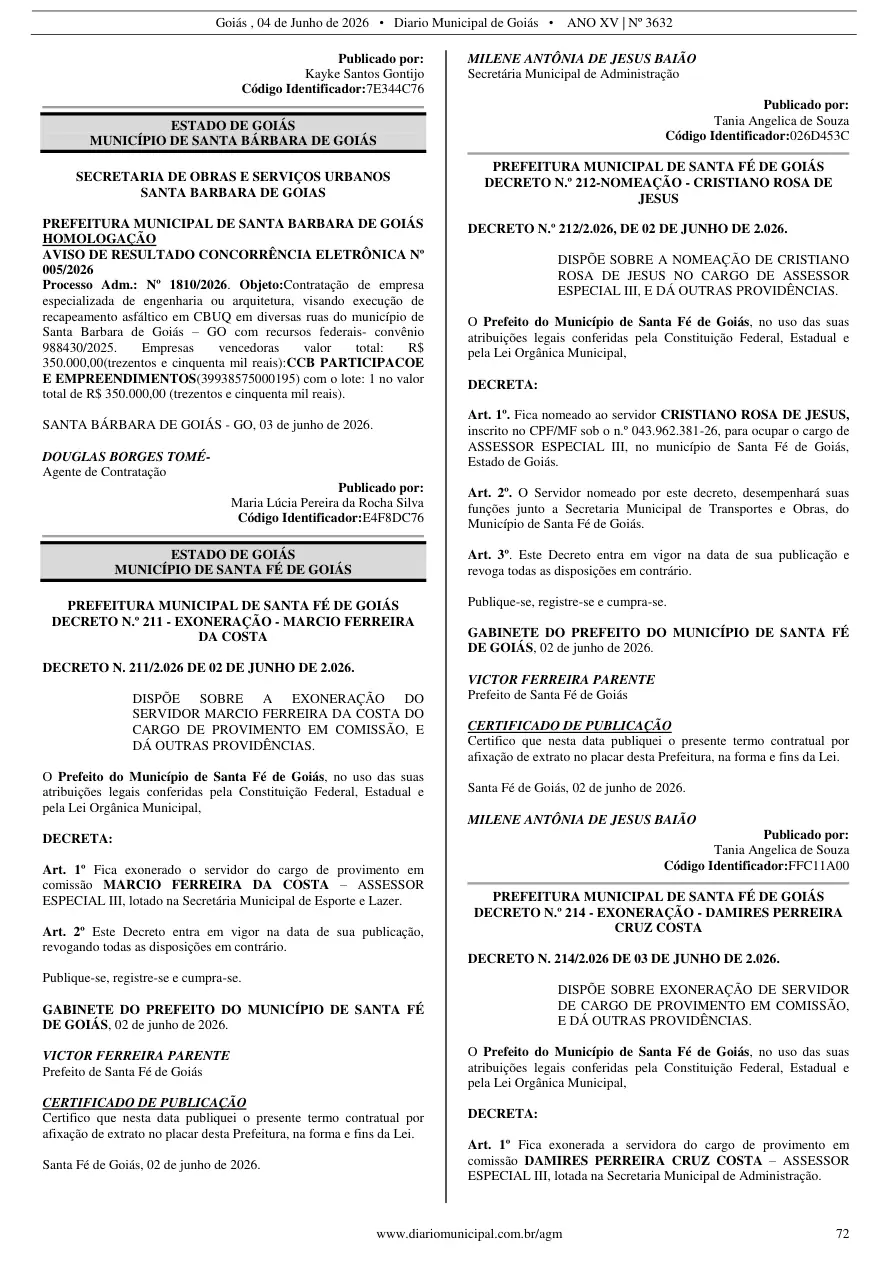 Goiás , 04 de Junho de 2026 • Diario Municipal de Goiás • ANO XV | Nº 3632
Publicado por:
Kayke Santos Gontijo
Código Identificador:7E344C76
ESTADO DE GOIÁS
MUNICÍPIO DE SANTA BÁRBARA DE GOIÁS
SECRETARIA DE OBRAS E SERVIÇOS URBANOS
SANTA BARBARA DE GOIAS
PREFEITURA MUNICIPAL DE SANTA BARBARA DE GOIÁS
HOMOLOGAÇÃO
AVISO DE RESULTADO CONCORRÊNCIA ELETRÔNICA Nº
005/2026
Processo Adm.: Nº 1810/2026. Objeto:Contratação de empresa
especializada de engenharia ou arquitetura, visando execução de
recapeamento asfáltico em CBUQ em diversas ruas do município de
Santa Barbara de Goiás – GO com recursos federais- convênio
988430/2025. Empresas vencedoras valor total: R$
350.000,00(trezentos e cinquenta mil reais):CCB PARTICIPACOE
E EMPREENDIMENTOS(39938575000195) com o lote: 1 no valor
total de R$ 350.000,00 (trezentos e cinquenta mil reais).
SANTA BÁRBARA DE GOIÁS - GO, 03 de junho de 2026.
DOUGLAS BORGES TOMÉ-
Agente de Contratação
Publicado por:
Maria Lúcia Pereira da Rocha Silva
Código Identificador:E4F8DC76
ESTADO DE GOIÁS
MUNICÍPIO DE SANTA FÉ DE GOIÁS
PREFEITURA MUNICIPAL DE SANTA FÉ DE GOIÁS
DECRETO N.º 211 - EXONERAÇÃO - MARCIO FERREIRA
DA COSTA
DECRETO N. 211/2.026 DE 02 DE JUNHO DE 2.026.
DISPÕE SOBRE A EXONERAÇÃO DO
SERVIDOR MARCIO FERREIRA DA COSTA DO
CARGO DE PROVIMENTO EM COMISSÃO, E
DÁ OUTRAS PROVIDÊNCIAS.
O Prefeito do Município de Santa Fé de Goiás, no uso das suas
atribuições legais conferidas pela Constituição Federal, Estadual e
pela Lei Orgânica Municipal,
DECRETA:
Art. 1º Fica exonerado o servidor do cargo de provimento em
comissão MARCIO FERREIRA DA COSTA – ASSESSOR
ESPECIAL III, lotado na Secretária Municipal de Esporte e Lazer.
Art. 2º Este Decreto entra em vigor na data de sua publicação,
revogando todas as disposições em contrário.
Publique-se, registre-se e cumpra-se.
GABINETE DO PREFEITO DO MUNICÍPIO DE SANTA FÉ
DE GOIÁS, 02 de junho de 2026.
VICTOR FERREIRA PARENTE
Prefeito de Santa Fé de Goiás
CERTIFICADO DE PUBLICAÇÃO
Certifico que nesta data publiquei o presente termo contratual por
afixação de extrato no placar desta Prefeitura, na forma e fins da Lei.
Santa Fé de Goiás, 02 de junho de 2026.
MILENE ANTÔNIA DE JESUS BAIÃO
Secretária Municipal de Administração
Publicado por:
Tania Angelica de Souza
Código Identificador:026D453C
PREFEITURA MUNICIPAL DE SANTA FÉ DE GOIÁS
DECRETO N.º 212-NOMEAÇÃO - CRISTIANO ROSA DE
JESUS
DECRETO N.º 212/2.026, DE 02 DE JUNHO DE 2.026.
DISPÕE SOBRE A NOMEAÇÃO DE CRISTIANO
ROSA DE JESUS NO CARGO DE ASSESSOR
ESPECIAL III, E DÁ OUTRAS PROVIDÊNCIAS.
O Prefeito do Município de Santa Fé de Goiás, no uso das suas
atribuições legais conferidas pela Constituição Federal, Estadual e
pela Lei Orgânica Municipal,
DECRETA:
Art. 1º. Fica nomeado ao servidor CRISTIANO ROSA DE JESUS,
inscrito no CPF/MF sob o n.º 043.962.381-26, para ocupar o cargo de
ASSESSOR ESPECIAL III, no município de Santa Fé de Goiás,
Estado de Goiás.
Art. 2º. O Servidor nomeado por este decreto, desempenhará suas
funções junto a Secretaria Municipal de Transportes e Obras, do
Município de Santa Fé de Goiás.
Art. 3º. Este Decreto entra em vigor na data de sua publicação e
revoga todas as disposições em contrário.
Publique-se, registre-se e cumpra-se.
GABINETE DO PREFEITO DO MUNICÍPIO DE SANTA FÉ
DE GOIÁS, 02 de junho de 2026.
VICTOR FERREIRA PARENTE
Prefeito de Santa Fé de Goiás
CERTIFICADO DE PUBLICAÇÃO
Certifico que nesta data publiquei o presente termo contratual por
afixação de extrato no placar desta Prefeitura, na forma e fins da Lei.
Santa Fé de Goiás, 02 de junho de 2026.
MILENE ANTÔNIA DE JESUS BAIÃO
Publicado por:
Tania Angelica de Souza
Código Identificador:FFC11A00
PREFEITURA MUNICIPAL DE SANTA FÉ DE GOIÁS
DECRETO N.º 214 - EXONERAÇÃO - DAMIRES PERREIRA
CRUZ COSTA
DECRETO N. 214/2.026 DE 03 DE JUNHO DE 2.026.
DISPÕE SOBRE EXONERAÇÃO DE SERVIDOR
DE CARGO DE PROVIMENTO EM COMISSÃO,
E DÁ OUTRAS PROVIDÊNCIAS.
O Prefeito do Município de Santa Fé de Goiás, no uso das suas
atribuições legais conferidas pela Constituição Federal, Estadual e
pela Lei Orgânica Municipal,
DECRETA:
Art. 1º Fica exonerada a servidora do cargo de provimento em
comissão DAMIRES PERREIRA CRUZ COSTA – ASSESSOR
ESPECIAL III, lotada na Secretaria Municipal de Administração.
www.diariomunicipal.com.br/agm
72